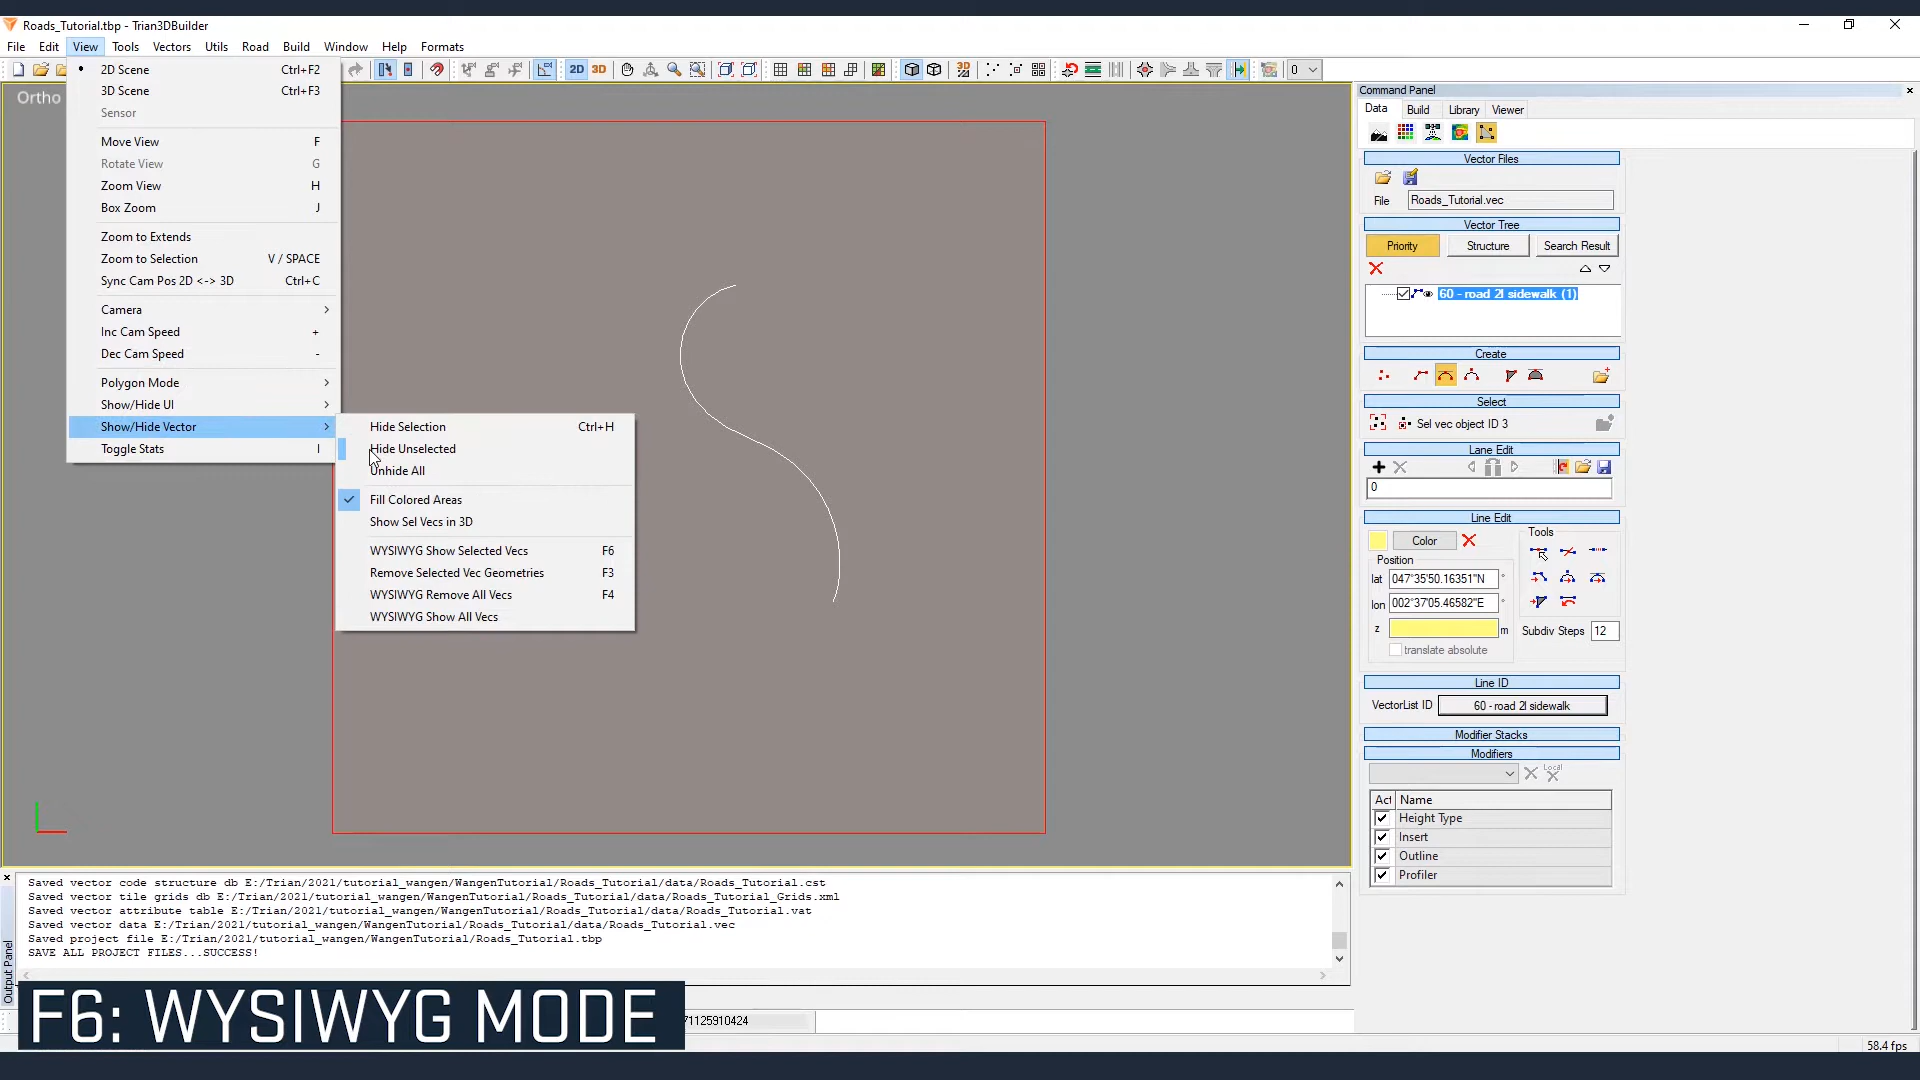 Roads_Tutorial.tbp - Trian3DBuilder
File Edit View Tools Vectors Utils Road Build Window Help Formats
2D 3D 3D 0
Ortho
2D Scene Ctrl+F2
3D Scene Ctrl+F3
Sensor
Move View F
Rotate View G
Zoom View H
Box Zoom J
Zoom to Extends
Zoom to Selection V / SPACE
Sync Cam Pos 2D <-> 3D Ctrl+C
Camera
Inc Cam Speed +
Dec Cam Speed -
Polygon Mode
Show/Hide UI
Show/Hide Vector
Toggle Stats I
Hide Selection Ctrl+H
Hide Unselected
Unhide All
Fill Colored Areas
Show Sel Vecs in 3D
WYSIWYG Show Selected Vecs F6
Remove Selected Vec Geometries F3
WYSIWYG Remove All Vecs F4
WYSIWYG Show All Vecs
Command Panel
Data Build Library Viewer
Vector Files
File Roads_Tutorial.vec
Vector Tree
Priority Structure Search Result
60 - road 2l sidewalk (1)
Create
Select
Sel vec object ID 3
Lane Edit
0
Line Edit
Color
Tools
Position
lat 047°35'50.16351"N °
lon 002°37'05.46582"E °
z m
Subdiv Steps 12
translate absolute
Line ID
VectorList ID 60 - road 2l sidewalk
Modifier Stacks
Modifiers
Local
Act Name
Height Type
Insert
Outline
Profiler
Output Panel
Saved vector code structure db E:/Trian/2021/tutorial_wangen/WangenTutorial/Roads_Tutorial/data/Roads_Tutorial.cst
Saved vector tile grids db E:/Trian/2021/tutorial_wangen/WangenTutorial/Roads_Tutorial/data/Roads_Tutorial_Grids.xml
Saved vector attribute table E:/Trian/2021/tutorial_wangen/WangenTutorial/Roads_Tutorial/data/Roads_Tutorial.vat
Saved vector data E:/Trian/2021/tutorial_wangen/WangenTutorial/Roads_Tutorial/data/Roads_Tutorial.vec
Saved project file E:/Trian/2021/tutorial_wangen/WangenTutorial/Roads_Tutorial.tbp
SAVE ALL PROJECT FILES...SUCCESS!
F6: WYSIWYG MODE
71125910424
58.4 fps